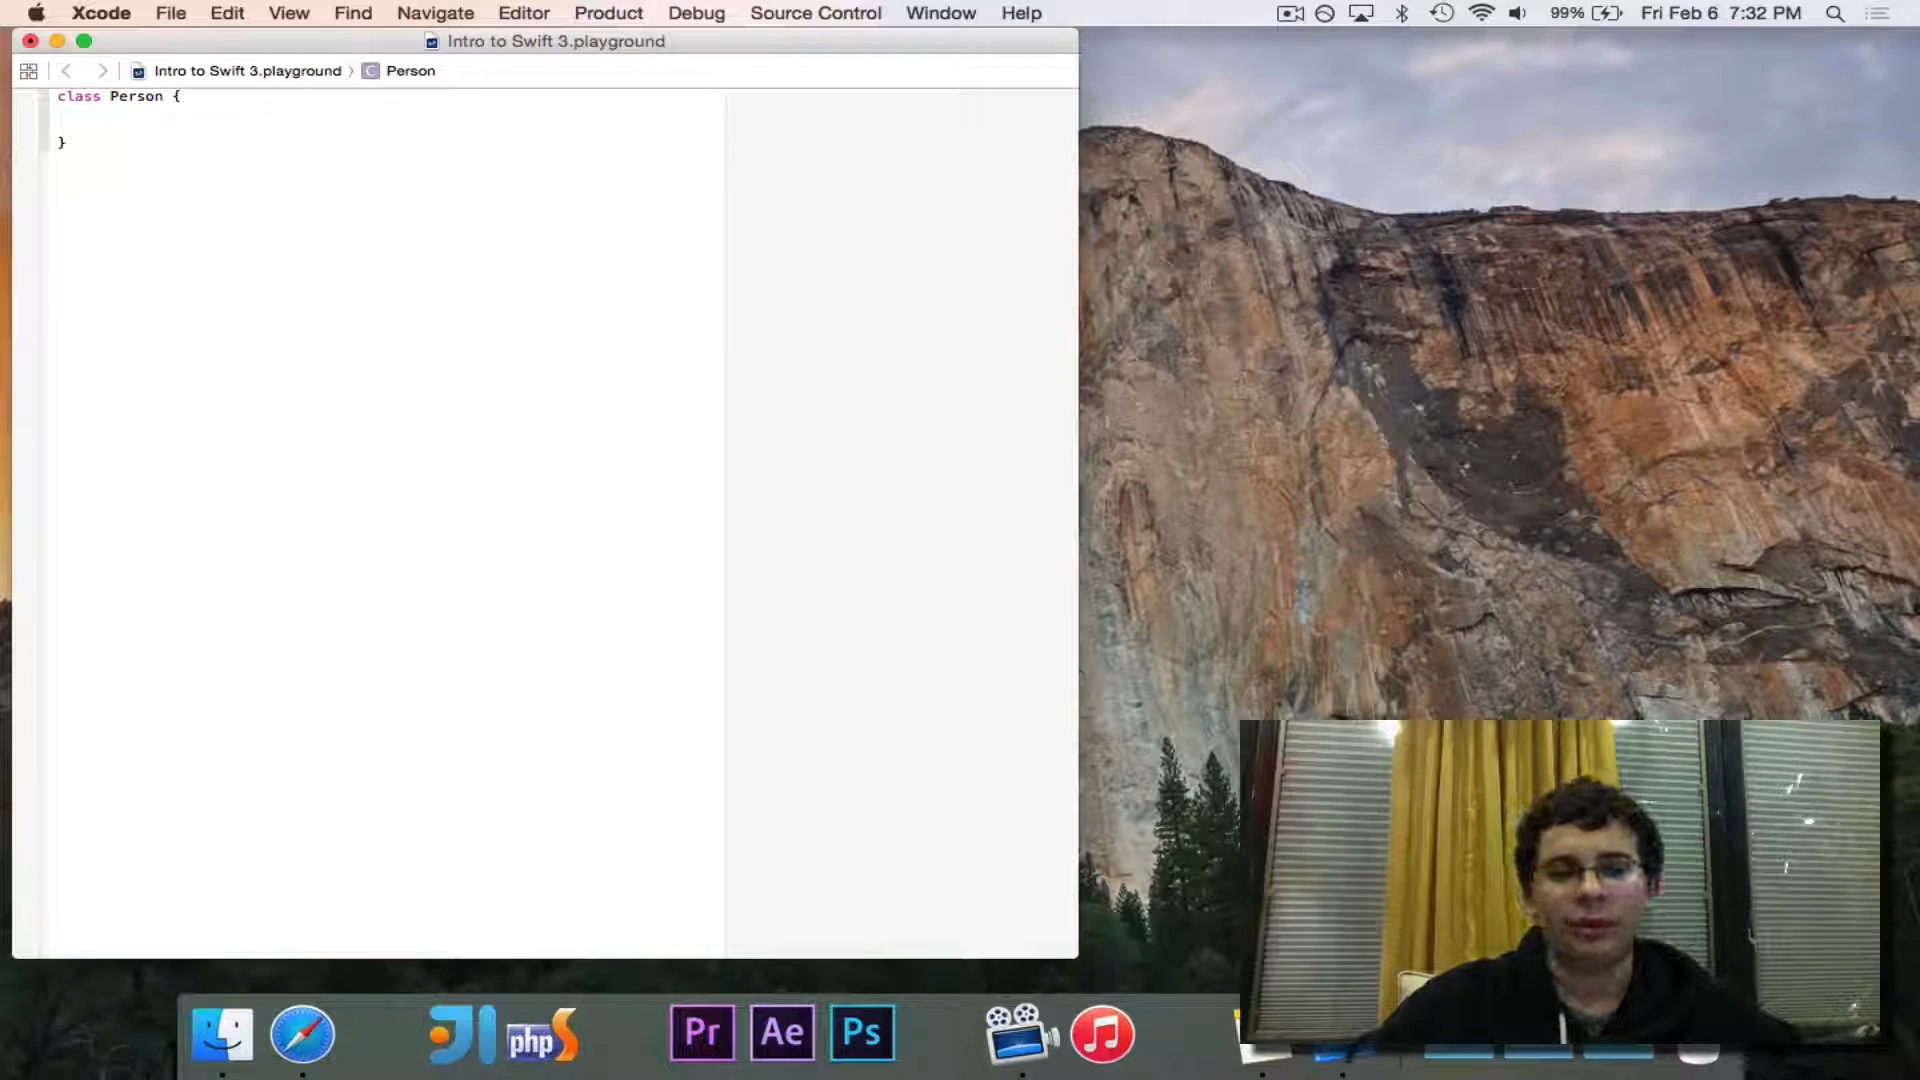 Xcode File Edit View Find Navigate Editor Product Debug Source Control Window Help 99% Fri Feb 6 7:32 PM
Intro to Swift 3.playground
Intro to Swift 3.playground 〉 C Person
class Person {
}
php
Pr Ae Ps